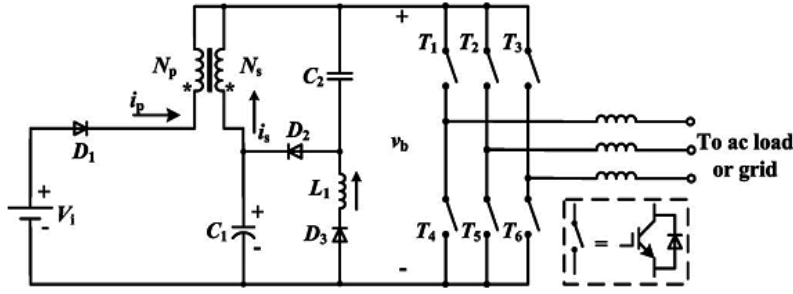 +
T1 T2 T3
Np Ns
* *
C2
ip
is
D1
D2
vb
To ac load
or grid
L1
+
Vi
-
C1
+
-
D3
T4 T5 T6
=
-